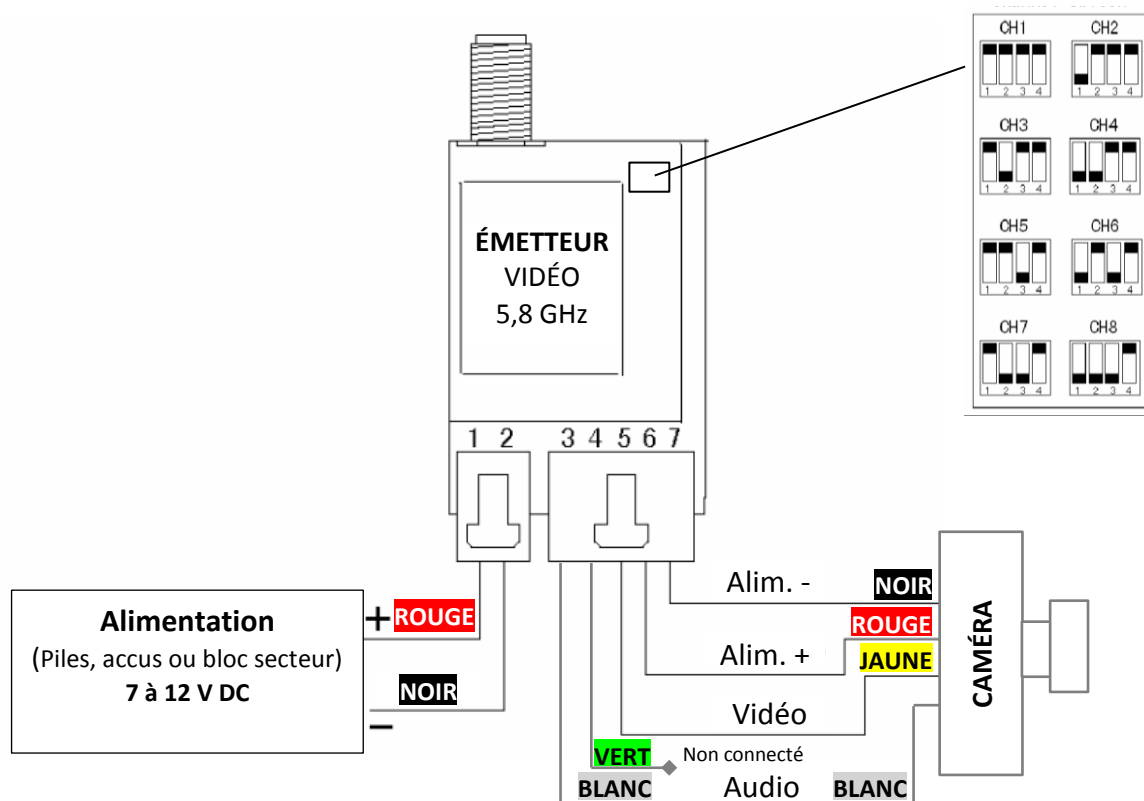 CH1 CH2
1 2 3 4 1 2 3 4
CH3 CH4
1 2 3 4 1 2 3 4
CH5 CH6
1 2 3 4 1 2 3 4
CH7 CH8
1 2 3 4 1 2 3 4
ÉMETTEUR
VIDÉO
5,8 GHz
1 2 3 4 5 6 7
Alimentation
(Piles, accus ou bloc secteur)
7 à 12 V DC
+ ROUGE
NOIR
−
Alim. - NOIR
ROUGE
Alim. +
JAUNE
Vidéo
VERT Non connecté
BLANC Audio BLANC
CAMÉRA